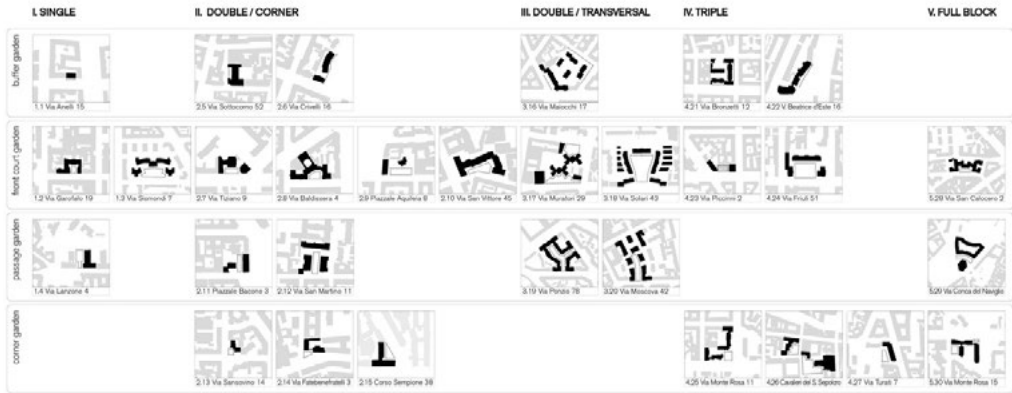 I. SINGLE
II. DOUBLE / CORNER
III. DOUBLE / TRANSVERSAL
IV. TRIPLE
V. FULL BLOCK
buffer garden
1.1 Via Anelli 15
2.5 Via Sottocorno 52
2.6 Via Crivelli 16
3.16 Via Maiocchi 17
4.21 Via Bronzetti 12
4.22 V. Beatrice d'Este 16
front court garden
1.2 Via Garofalo 19
1.3 Via Sismondi 7
2.7 Via Tiziano 9
2.8 Via Baldissera 4
2.9 Piazzale Aquileia 8
2.10 Via San Vittore 45
3.17 Via Muratori 29
3.18 Via Solari 43
4.23 Via Piccinni 2
4.24 Via Friuli 51
5.28 Via San Calocero 2
passage garden
1.4 Via Lanzone 4
2.11 Piazzale Bacone 3
2.12 Via San Martino 11
3.19 Via Ponzio 78
3.20 Via Moscova 42
5.29 Via Conca del Naviglio
corner garden
2.13 Via Sansovino 14
2.14 Via Fatebenefratelli 3
2.15 Corso Sempione 38
4.25 Via Monte Rosa 11
4.26 Cavalieri del S. Sepolcro
4.27 Via Turati 7
5.30 Via Monte Rosa 15